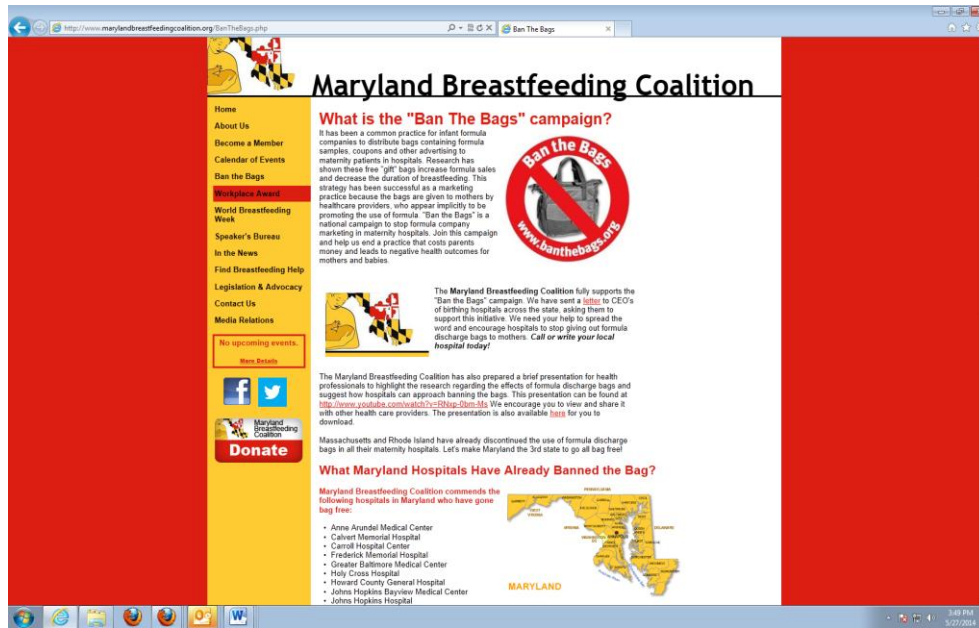 http://www.marylandbreastfeedingcoalition.org/BanTheBags.php
Ban The Bags
Maryland Breastfeeding Coalition
Home
About Us
Become a Member
Calendar of Events
Ban the Bags
Workplace Award
World Breastfeeding
Week
Speaker's Bureau
In the News
Find Breastfeeding Help
Legislation & Advocacy
Contact Us
Media Relations
No upcoming events.
More Details
Maryland
Breastfeeding
Coalition
Donate
What is the "Ban The Bags" campaign?
It has been a common practice for infant formula
companies to distribute bags containing formula
samples, coupons and other advertising to
maternity patients in hospitals. Research has
shown these free "gift" bags increase formula sales
and decrease the duration of breastfeeding. This
strategy has been successful as a marketing
practice because the bags are given to mothers by
healthcare providers, who appear implicitly to be
promoting the use of formula. "Ban the Bags" is a
national campaign to stop formula company
marketing in maternity hospitals. Join this campaign
and help us end a practice that costs parents
money and leads to negative health outcomes for
mothers and babies.
Ban the Bags
www.banthebags.org
The Maryland Breastfeeding Coalition fully supports the
"Ban the Bags" campaign. We have sent a letter to CEO's
of birthing hospitals across the state, asking them to
support this initiative. We need your help to spread the
word and encourage hospitals to stop giving out formula
discharge bags to mothers. Call or write your local
hospital today!
The Maryland Breastfeeding Coalition has also prepared a brief presentation for health
professionals to highlight the research regarding the effects of formula discharge bags and
suggest how hospitals can approach banning the bags. This presentation can be found at
http://www.youtube.com/watch?v=RNxp-0bm-Ms We encourage you to view and share it
with other health care providers. The presentation is also available here for you to
download.
Massachusetts and Rhode Island have already discontinued the use of formula discharge
bags in all their maternity hospitals. Let's make Maryland the 3rd state to go all bag free!
What Maryland Hospitals Have Already Banned the Bag?
Maryland Breastfeeding Coalition commends the
following hospitals in Maryland who have gone
bag free:
• Anne Arundel Medical Center
• Calvert Memorial Hospital
• Carroll Hospital Center
• Frederick Memorial Hospital
• Greater Baltimore Medical Center
• Holy Cross Hospital
• Howard County General Hospital
• Johns Hopkins Bayview Medical Center
• Johns Hopkins Hospital
PENNSYLVANIA
WEST
VIRGINIA
DELAWARE
MARYLAND
3:49 PM
5/27/2014